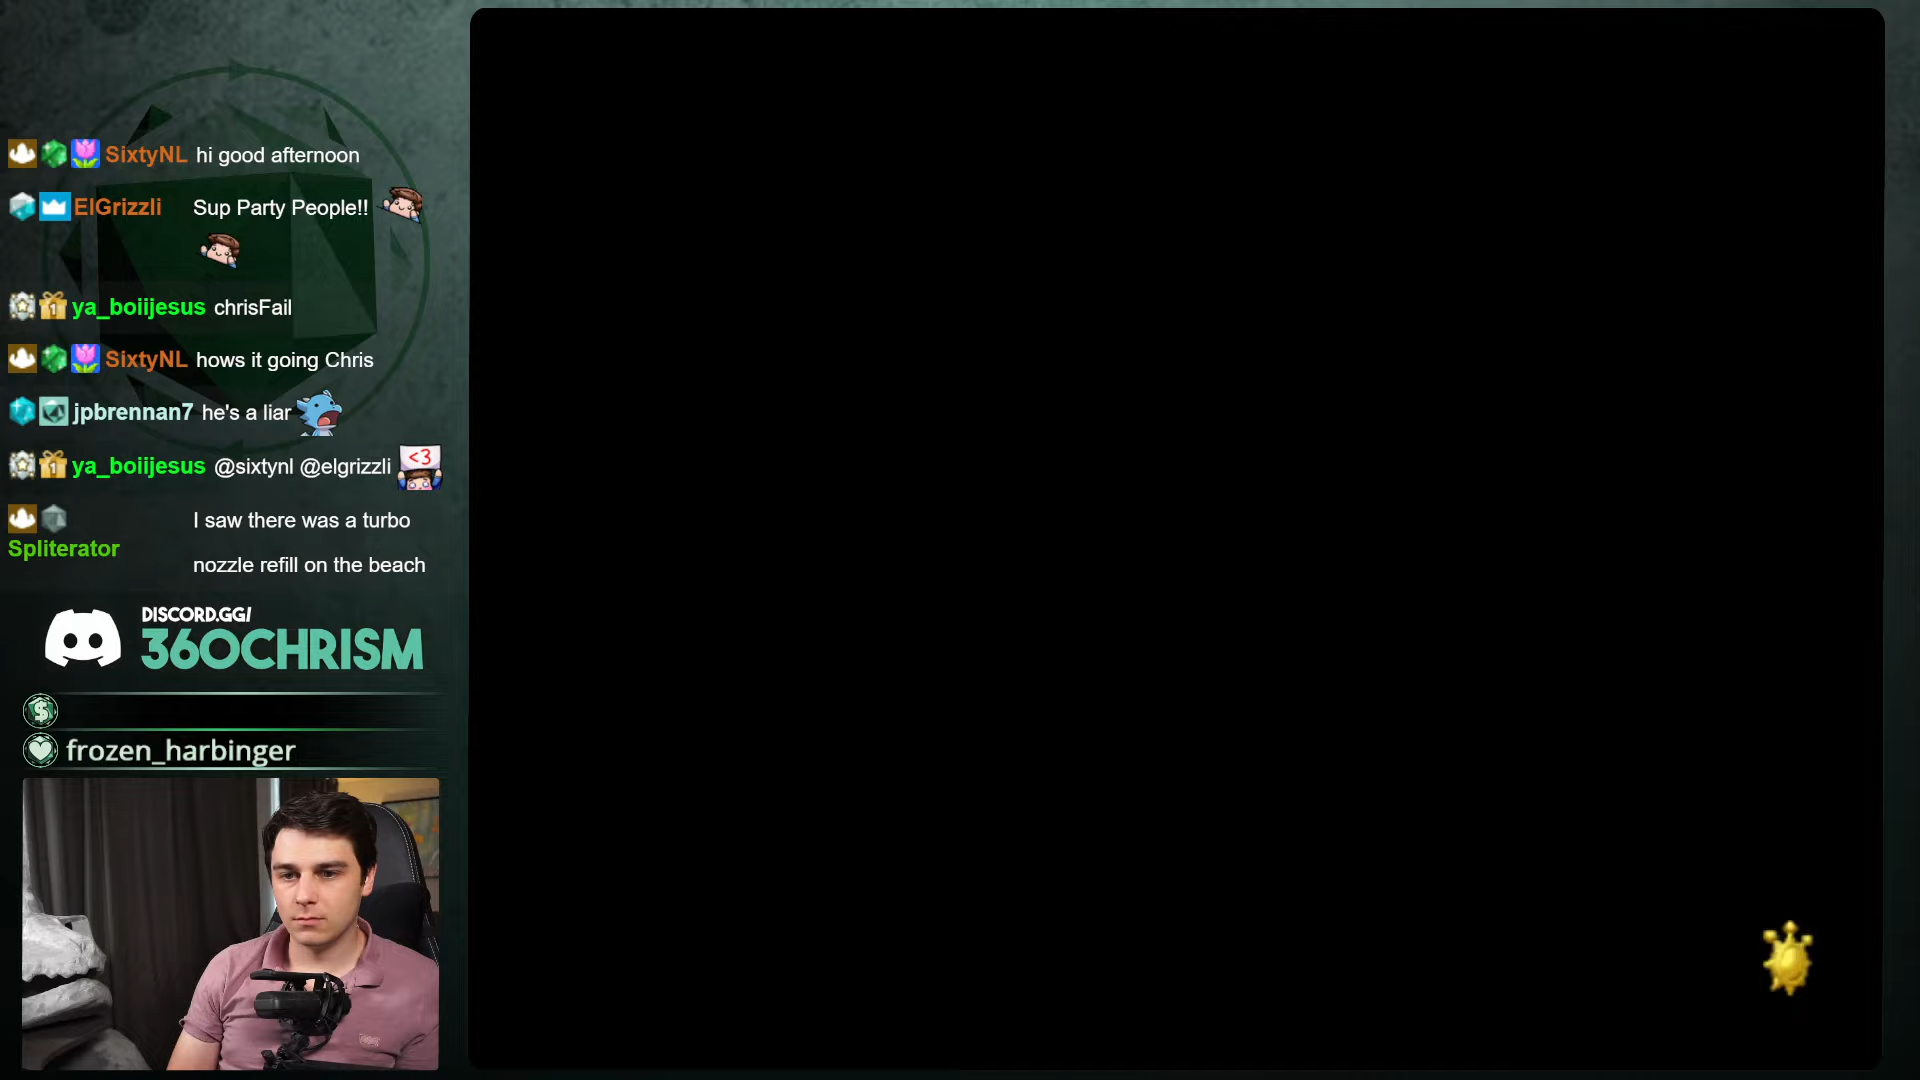 SixtyNL hi good afternoon
ElGrizzli Sup Party People!!
ya_boiijesus chrisFail
SixtyNL hows it going Chris
jpbrennan7 he's a liar
<3
ya_boiijesus @sixtynl @elgrizzli
Spliterator I saw there was a turbo
nozzle refill on the beach
DISCORD.GG/
360CHRISM
frozen_harbinger